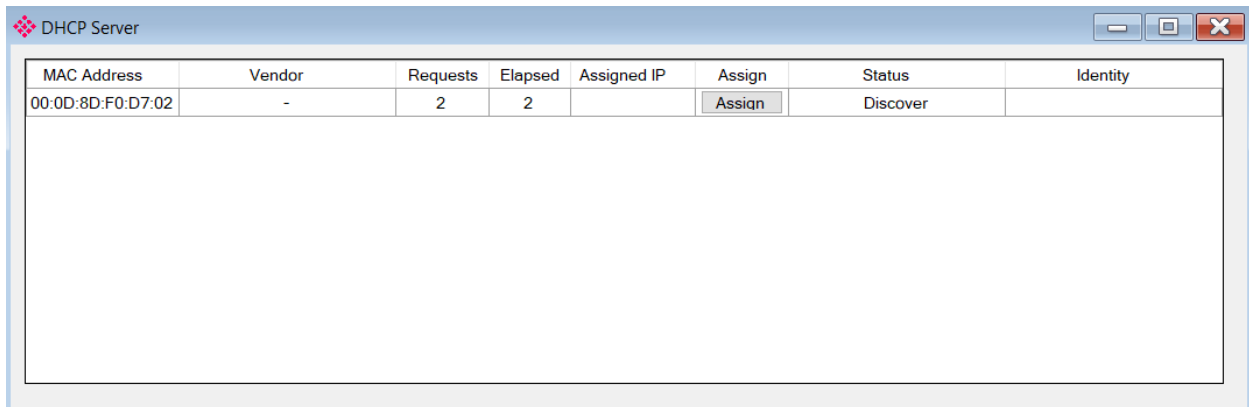 DHCP Server
MAC Address Vendor Requests Elapsed Assigned IP Assign Status Identity
00:0D:8D:F0:D7:02 - 2 2 Assign Discover